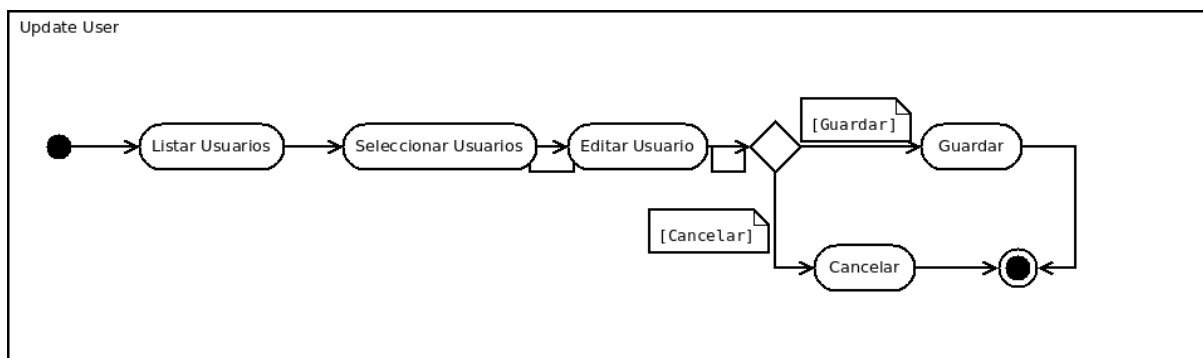 Update User
Listar Usuarios
Seleccionar Usuarios
Editar Usuario
[Guardar]
Guardar
[Cancelar]
Cancelar